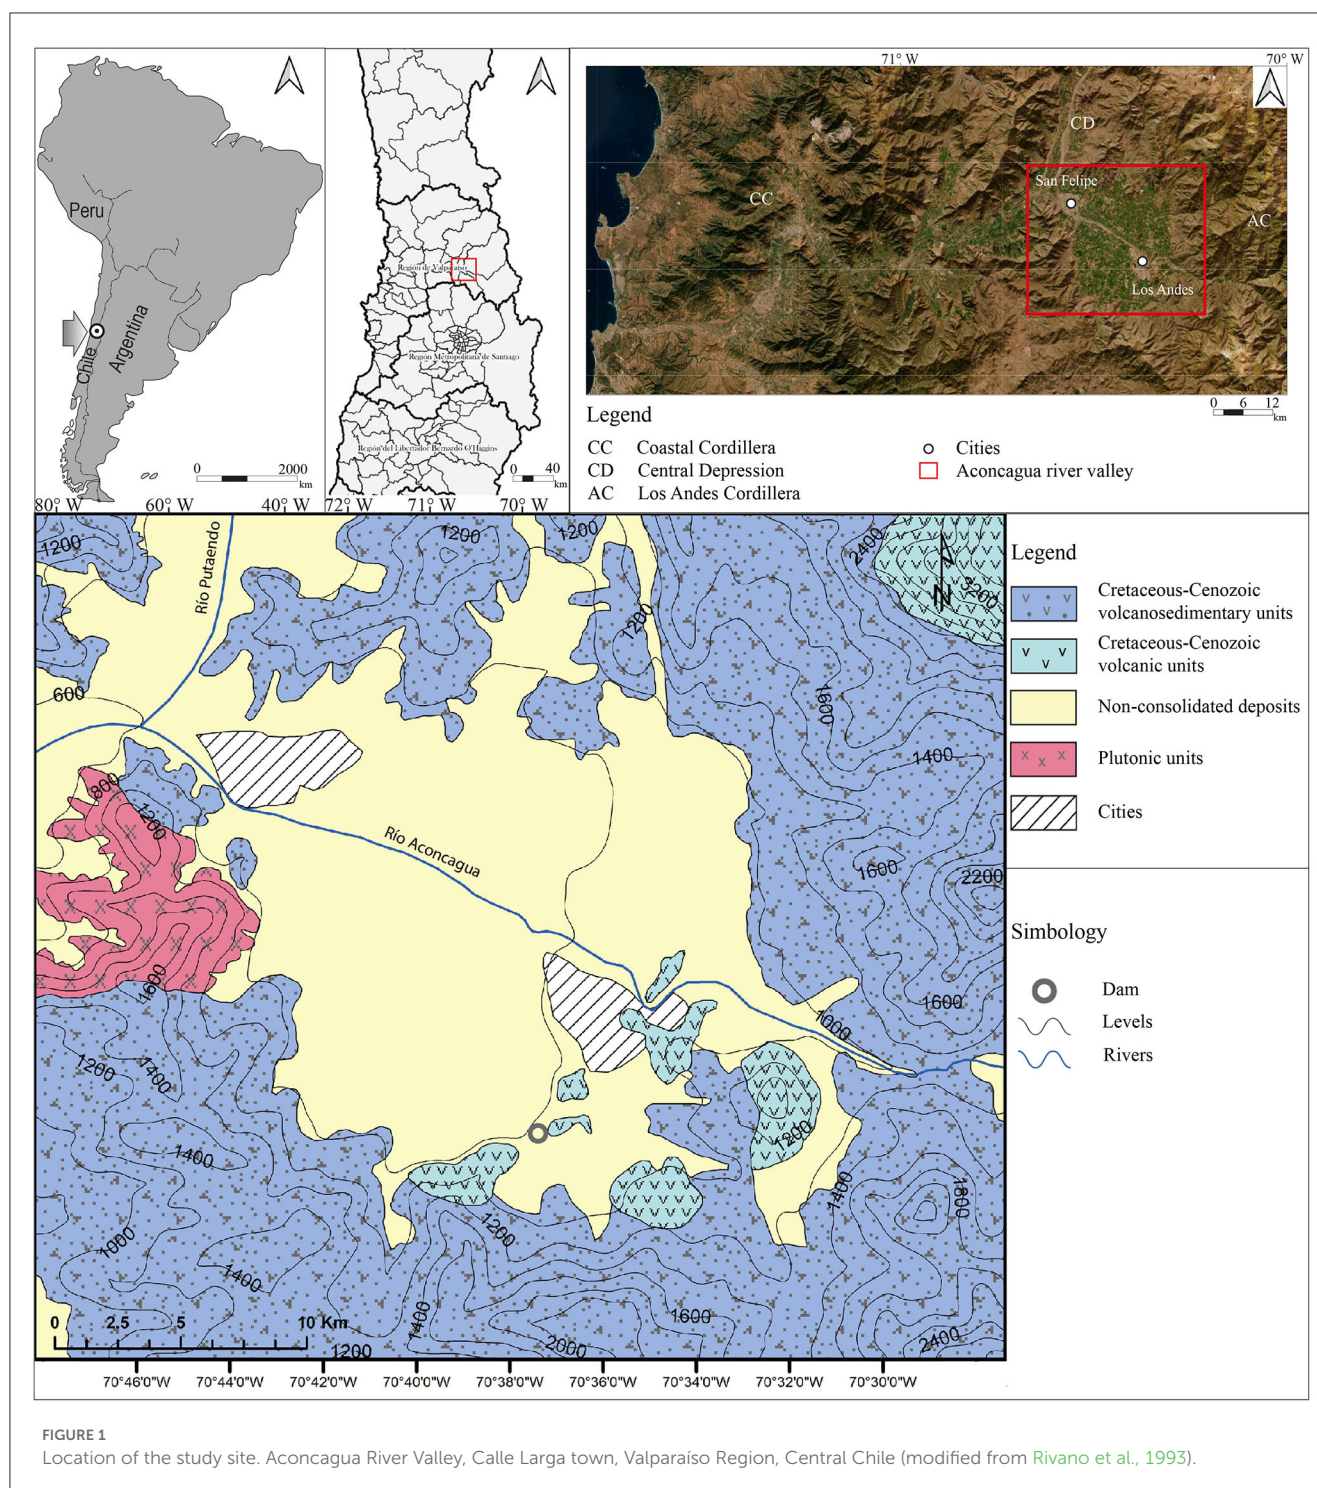 Peru
Chile
Argentina
0 2000
km
80° W 60° W 40° W
Región de Valparaíso
Región Metropolitana de Santiago
Región del Libertador Bernardo O'Higgins
0 40
km
72° W 71° W 70° W
71° W 70° W
CD
San Felipe
CC
AC
Los Andes
0 6 12
km
Legend
CC Coastal Cordillera
CD Central Depression
AC Los Andes Cordillera
Cities
Aconcagua river valley
1200
1200
1200
2400
3200
N
Río Putaendo
1200
600
1600
1400
800
1200
Río Aconcagua
1600
2200
1600
1600
1000
1200
1400
1200
1400
1400
1800
1000
1200
1400
1400
1600
2000
2400
1200
0 2.5 5 10 Km
70°46'0"W 70°44'0"W 70°42'0"W 70°40'0"W 70°38'0"W 70°36'0"W 70°34'0"W 70°32'0"W 70°30'0"W
Legend
Cretaceous-Cenozoic
volcanosedimentary units
Cretaceous-Cenozoic
volcanic units
Non-consolidated deposits
Plutonic units
Cities
Simbology
Dam
Levels
Rivers
FIGURE 1
Location of the study site. Aconcagua River Valley, Calle Larga town, Valparaíso Region, Central Chile (modified from Rivano et al., 1993).